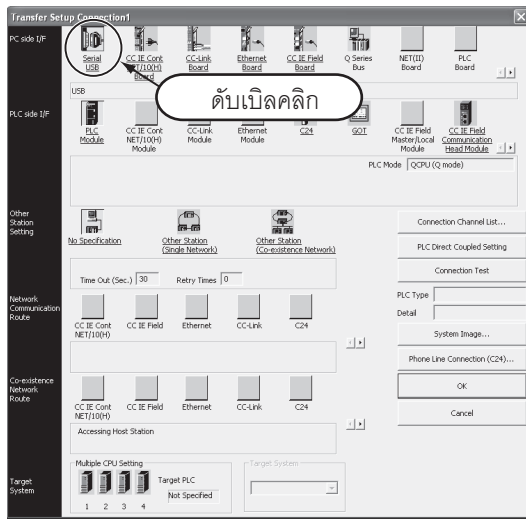 Transfer Setup Connection1
PC side I/F
Serial USB
CC IE Cont NET/10(H) Board
CC-Link Board
Ethernet Board
CC IE Field Board
Q Series Bus
NET(II) Board
PLC Board
USB
ดับเบิลคลิก
PLC side I/F
PLC Module
CC IE Cont NET/10(H) Module
CC-Link Module
Ethernet Module
C24
GOT
CC IE Field Master/Local Module
CC IE Field Communication Head Module
PLC Mode QCPU (Q mode)
Other Station Setting
No Specification
Other Station (Single Network)
Other Station (Co-existence Network)
Time Out (Sec.) 30 Retry Times 0
Connection Channel List...
PLC Direct Coupled Setting
Connection Test
PLC Type
Detail
System Image...
Phone Line Connection (C24)...
OK
Cancel
Network Communication Route
CC IE Cont NET/10(H)
CC IE Field
Ethernet
CC-Link
C24
Co-existence Network Route
CC IE Cont NET/10(H)
CC IE Field
Ethernet
CC-Link
C24
Accessing Host Station
Target System
Multiple CPU Setting
1 2 3 4
Target PLC
Not Specified
Target System